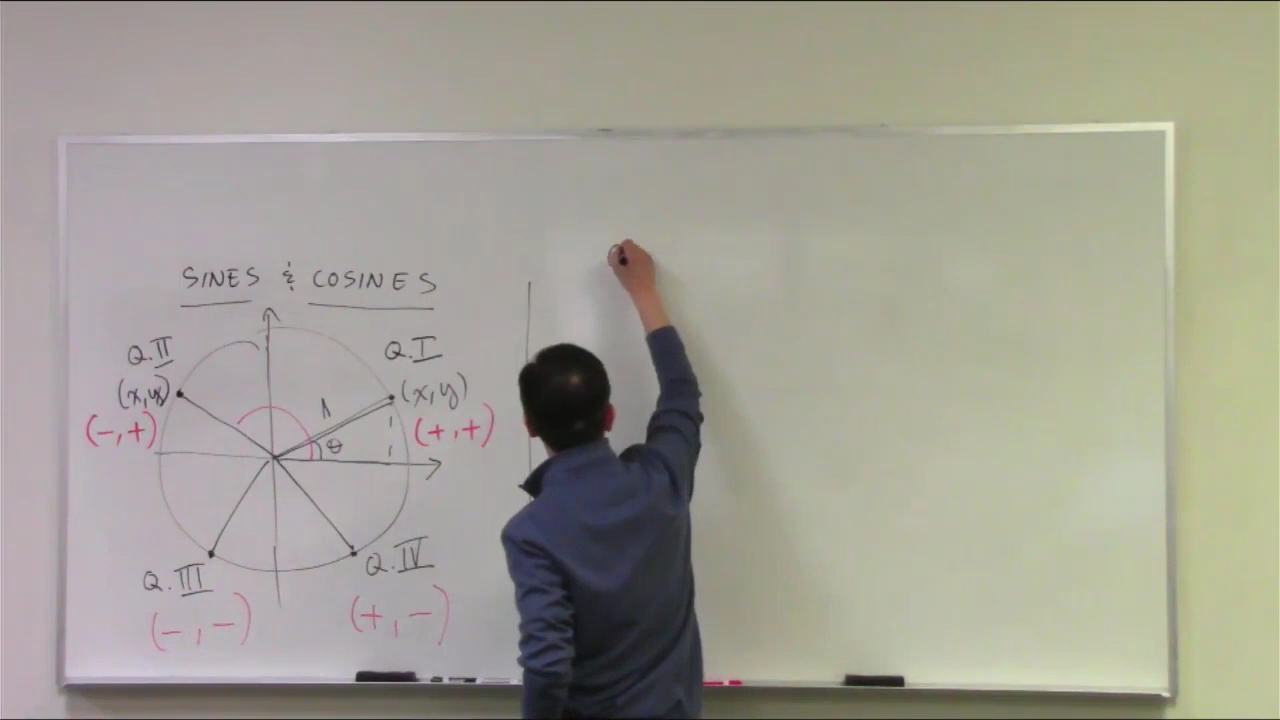 SINES & COSINES
Q.II
Q.I
(x,y)
(x,y)
(-,+)
(+,+)
θ
Q.III
Q.IV
(-,-)
(+,-)